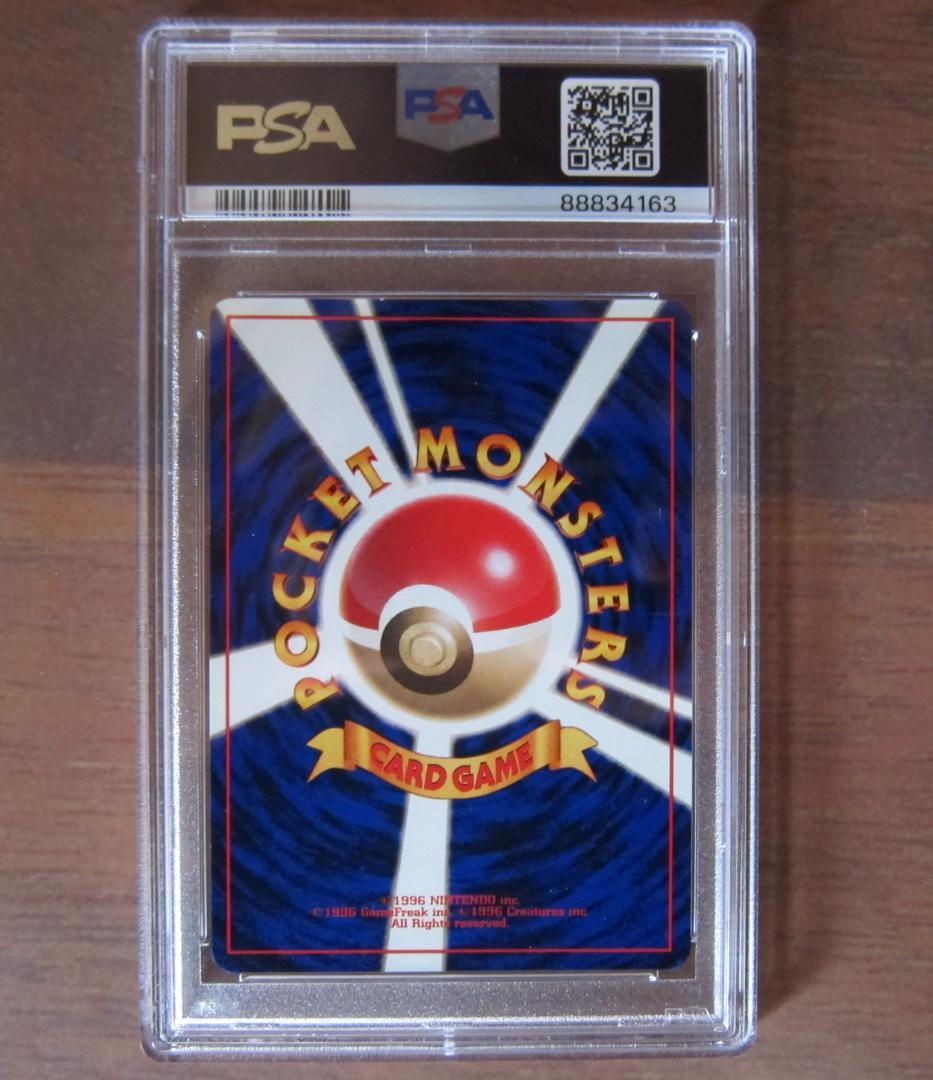 PSA
PSA
88834163
POCKET MONSTERS
CARD GAME
©1996 NINTENDO inc.
©1996 GameFreak inc. ©1996 Creatures inc.
All Rights reserved.
PSA